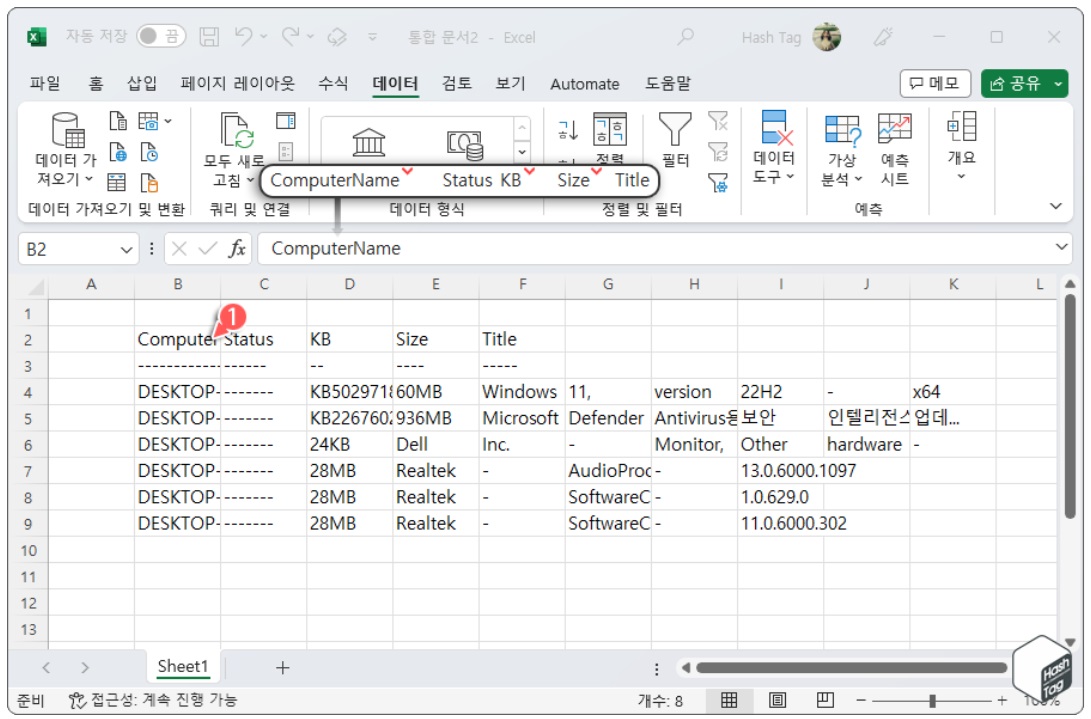 자동 저장 끔 통합 문서2 - Excel Hash Tag
파일 홈 삽입 페이지 레이아웃 수식 데이터 검토 보기 Automate 도움말 메모 공유
데이터 가져오기 모두 새로 고침 정렬 필터 데이터 도구 가상 분석 예측 시트 개요
ComputerName Status KB Size Title
데이터 가져오기 및 변환 쿼리 및 연결 데이터 형식 정렬 및 필터 예측
B2 fx ComputerName
A B C D E F G H I J K L
1
1
2 Computer Status KB Size Title
3 ------------ ------ -- ---- -----
4 DESKTOP- -------- KB502971 60MB Windows 11, version 22H2 - x64
5 DESKTOP- -------- KB226760 936MB Microsoft Defender Antivirus용 보안 인텔리전스 업데...
6 DESKTOP- -------- 24KB Dell Inc. - Monitor, Other hardware -
7 DESKTOP- -------- 28MB Realtek - AudioProc - 13.0.6000.1097
8 DESKTOP- -------- 28MB Realtek - SoftwareC - 1.0.629.0
9 DESKTOP- -------- 28MB Realtek - SoftwareC - 11.0.6000.302
10
11
12
13
Sheet1
Hash
Tag
준비 접근성: 계속 진행 가능 개수: 8